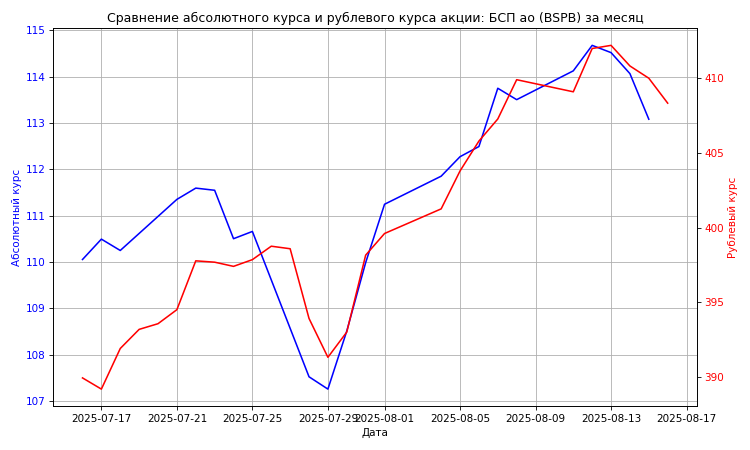 Сравнение абсолютного курса и рублевого курса акции: БСП ао (BSPB) за месяц
115
114
113
112
111
110
109
108
107
Абсолютный курс
410
405
400
395
390
Рублевый курс
2025-07-17 2025-07-21 2025-07-25 2025-07-29 2025-08-01 2025-08-05 2025-08-09 2025-08-13 2025-08-17
Дата